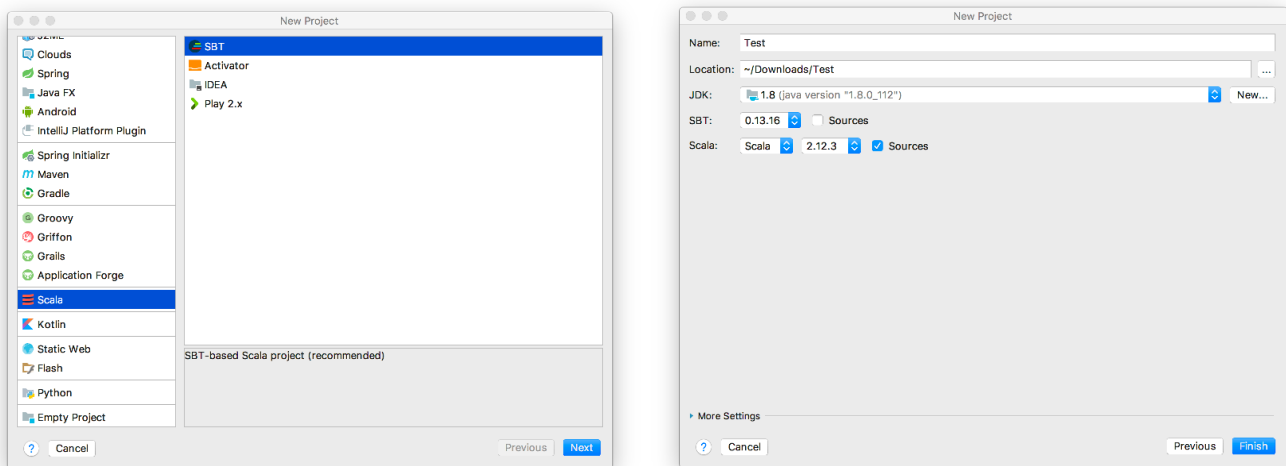 New Project
J2ME
Clouds
Spring
Java FX
Android
IntelliJ Platform Plugin
Spring Initializr
Maven
Gradle
Groovy
Griffon
Grails
Application Forge
Scala
Kotlin
Static Web
Flash
Python
Empty Project
SBT
Activator
IDEA
Play 2.x
SBT-based Scala project (recommended)
? Cancel Previous Next
New Project
Name: Test
Location: ~/Downloads/Test ...
JDK: 1.8 (java version "1.8.0_112") New...
SBT: 0.13.16 Sources
Scala: Scala 2.12.3 Sources
More Settings
? Cancel Previous Finish